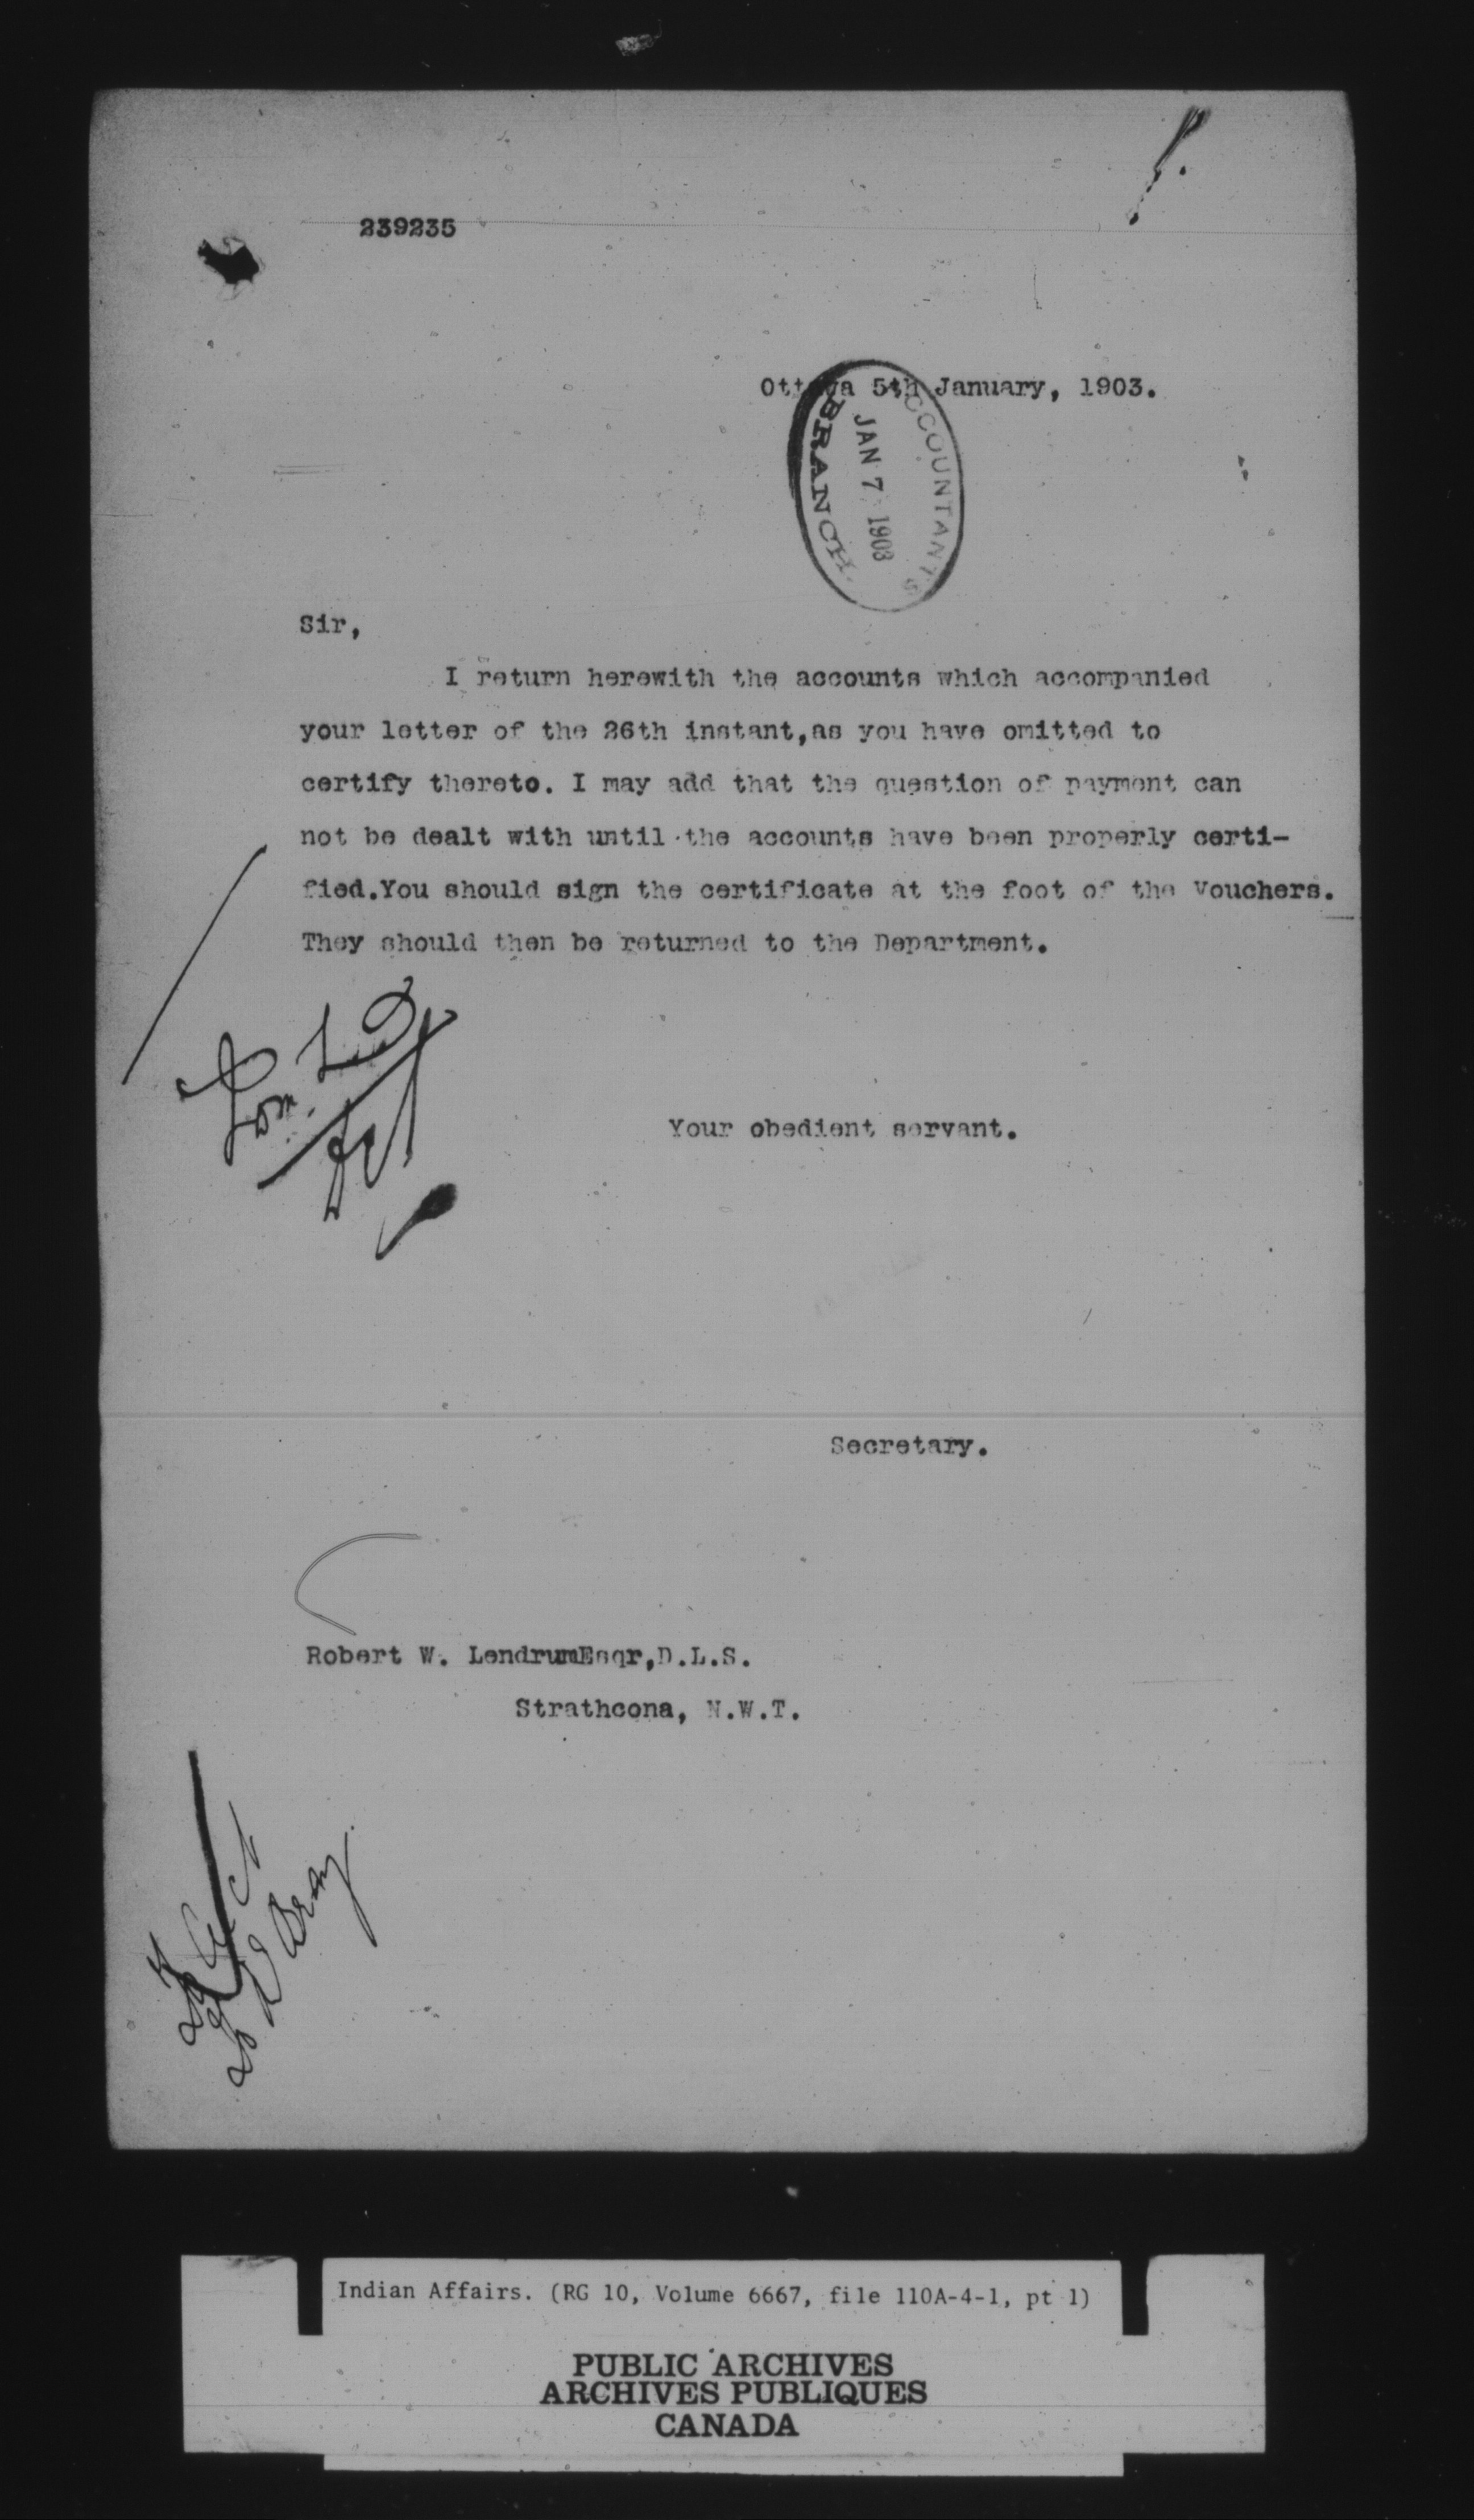 239235
Ottawa 5th January, 1903.
ACCOUNTANTS
JAN 7 1903
BRANCH.
Sir,
I return herewith the accounts which accompanied
your letter of the 26th instant,as you have omitted to
certify thereto. I may add that the question of payment can
not be dealt with until the accounts have been properly certi-
fied.You should sign the certificate at the foot of the Vouchers.
They should then be returned to the Department.
Your obedient servant.
Secretary.
Robert W. LendrumEsqr,D.L.S.
Strathcona, N.W.T.
Bray
Indian Affairs. (RG 10, Volume 6667, file 110A-4-1, pt 1)
PUBLIC ARCHIVES
ARCHIVES PUBLIQUES
CANADA